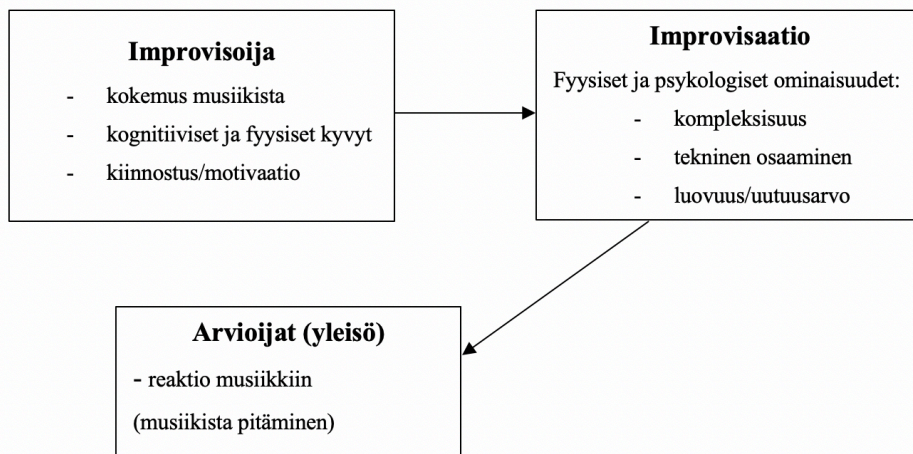 Improvisoija
- kokemus musiikista
- kognitiiviset ja fyysiset kyvyt
- kiinnostus/motivaatio
Improvisaatio
Fyysiset ja psykologiset ominaisuudet:
- kompleksisuus
- tekninen osaaminen
- luovuus/uutuusarvo
Arvioijat (yleisö)
- reaktio musiikkiin
(musiikista pitäminen)